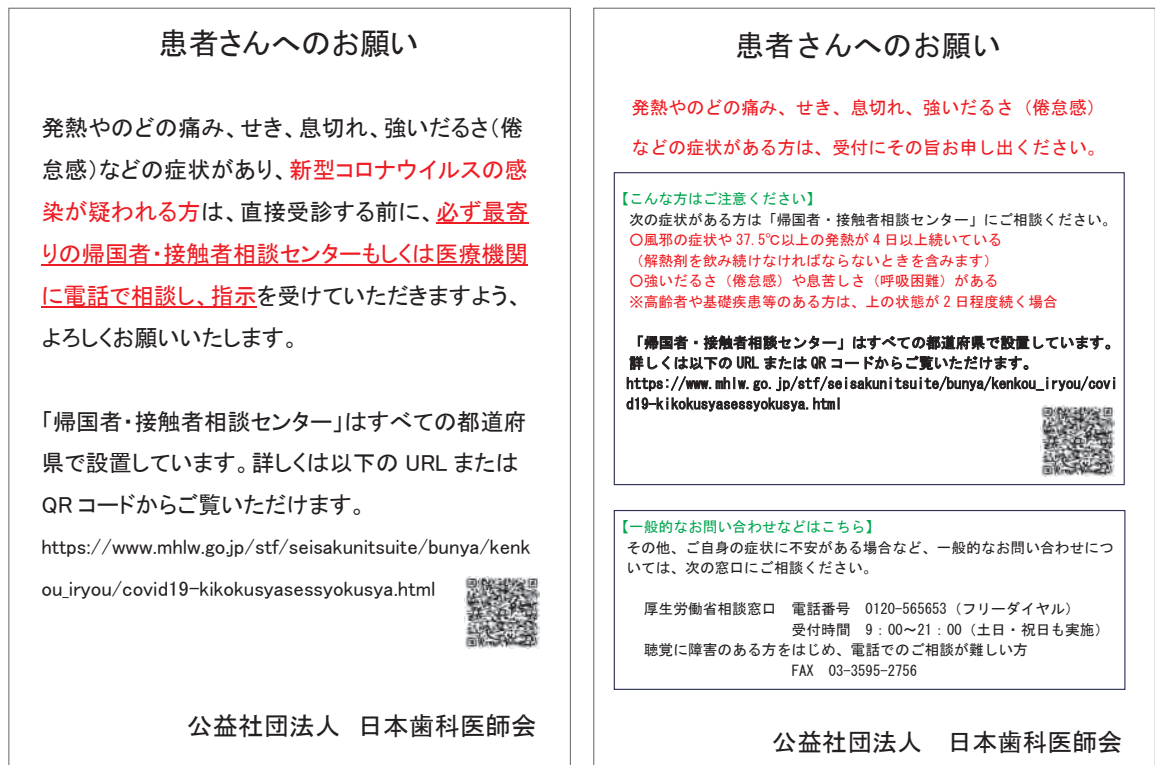 患者さんへのお願い
発熱やのどの痛み、せき、息切れ、強いだるさ(倦
怠感)などの症状があり、新型コロナウイルスの感
染が疑われる方は、直接受診する前に、必ず最寄
りの帰国者・接触者相談センターもしくは医療機関
に電話で相談し、指示を受けていただきますよう、
よろしくお願いいたします。
「帰国者・接触者相談センター」はすべての都道府
県で設置しています。詳しくは以下の URL または
QR コードからご覧いただけます。
https://www.mhlw.go.jp/stf/seisakunitsuite/bunya/kenk
ou_iryou/covid19-kikokusyasessyokusya.html
公益社団法人 日本歯科医師会
患者さんへのお願い
発熱やのどの痛み、せき、息切れ、強いだるさ（倦怠感）
などの症状がある方は、受付にその旨お申し出ください。
【こんな方はご注意ください】
次の症状がある方は「帰国者・接触者相談センター」にご相談ください。
〇風邪の症状や 37.5℃以上の発熱が 4 日以上続いている
（解熱剤を飲み続けなければならないときを含みます）
〇強いだるさ（倦怠感）や息苦しさ（呼吸困難）がある
※高齢者や基礎疾患等のある方は、上の状態が 2 日程度続く場合
「帰国者・接触者相談センター」はすべての都道府県で設置しています。
詳しくは以下の URL または QR コードからご覧いただけます。
https://www.mhlw.go.jp/stf/seisakunitsuite/bunya/kenkou_iryou/covi
d19-kikokusyasessyokusya.html
【一般的なお問い合わせなどはこちら】
その他、ご自身の症状に不安がある場合など、一般的なお問い合わせにつ
いては、次の窓口にご相談ください。
厚生労働省相談窓口 電話番号 0120-565653（フリーダイヤル）
受付時間 9：00～21：00（土日・祝日も実施）
聴覚に障害のある方をはじめ、電話でのご相談が難しい方
FAX 03-3595-2756
公益社団法人 日本歯科医師会